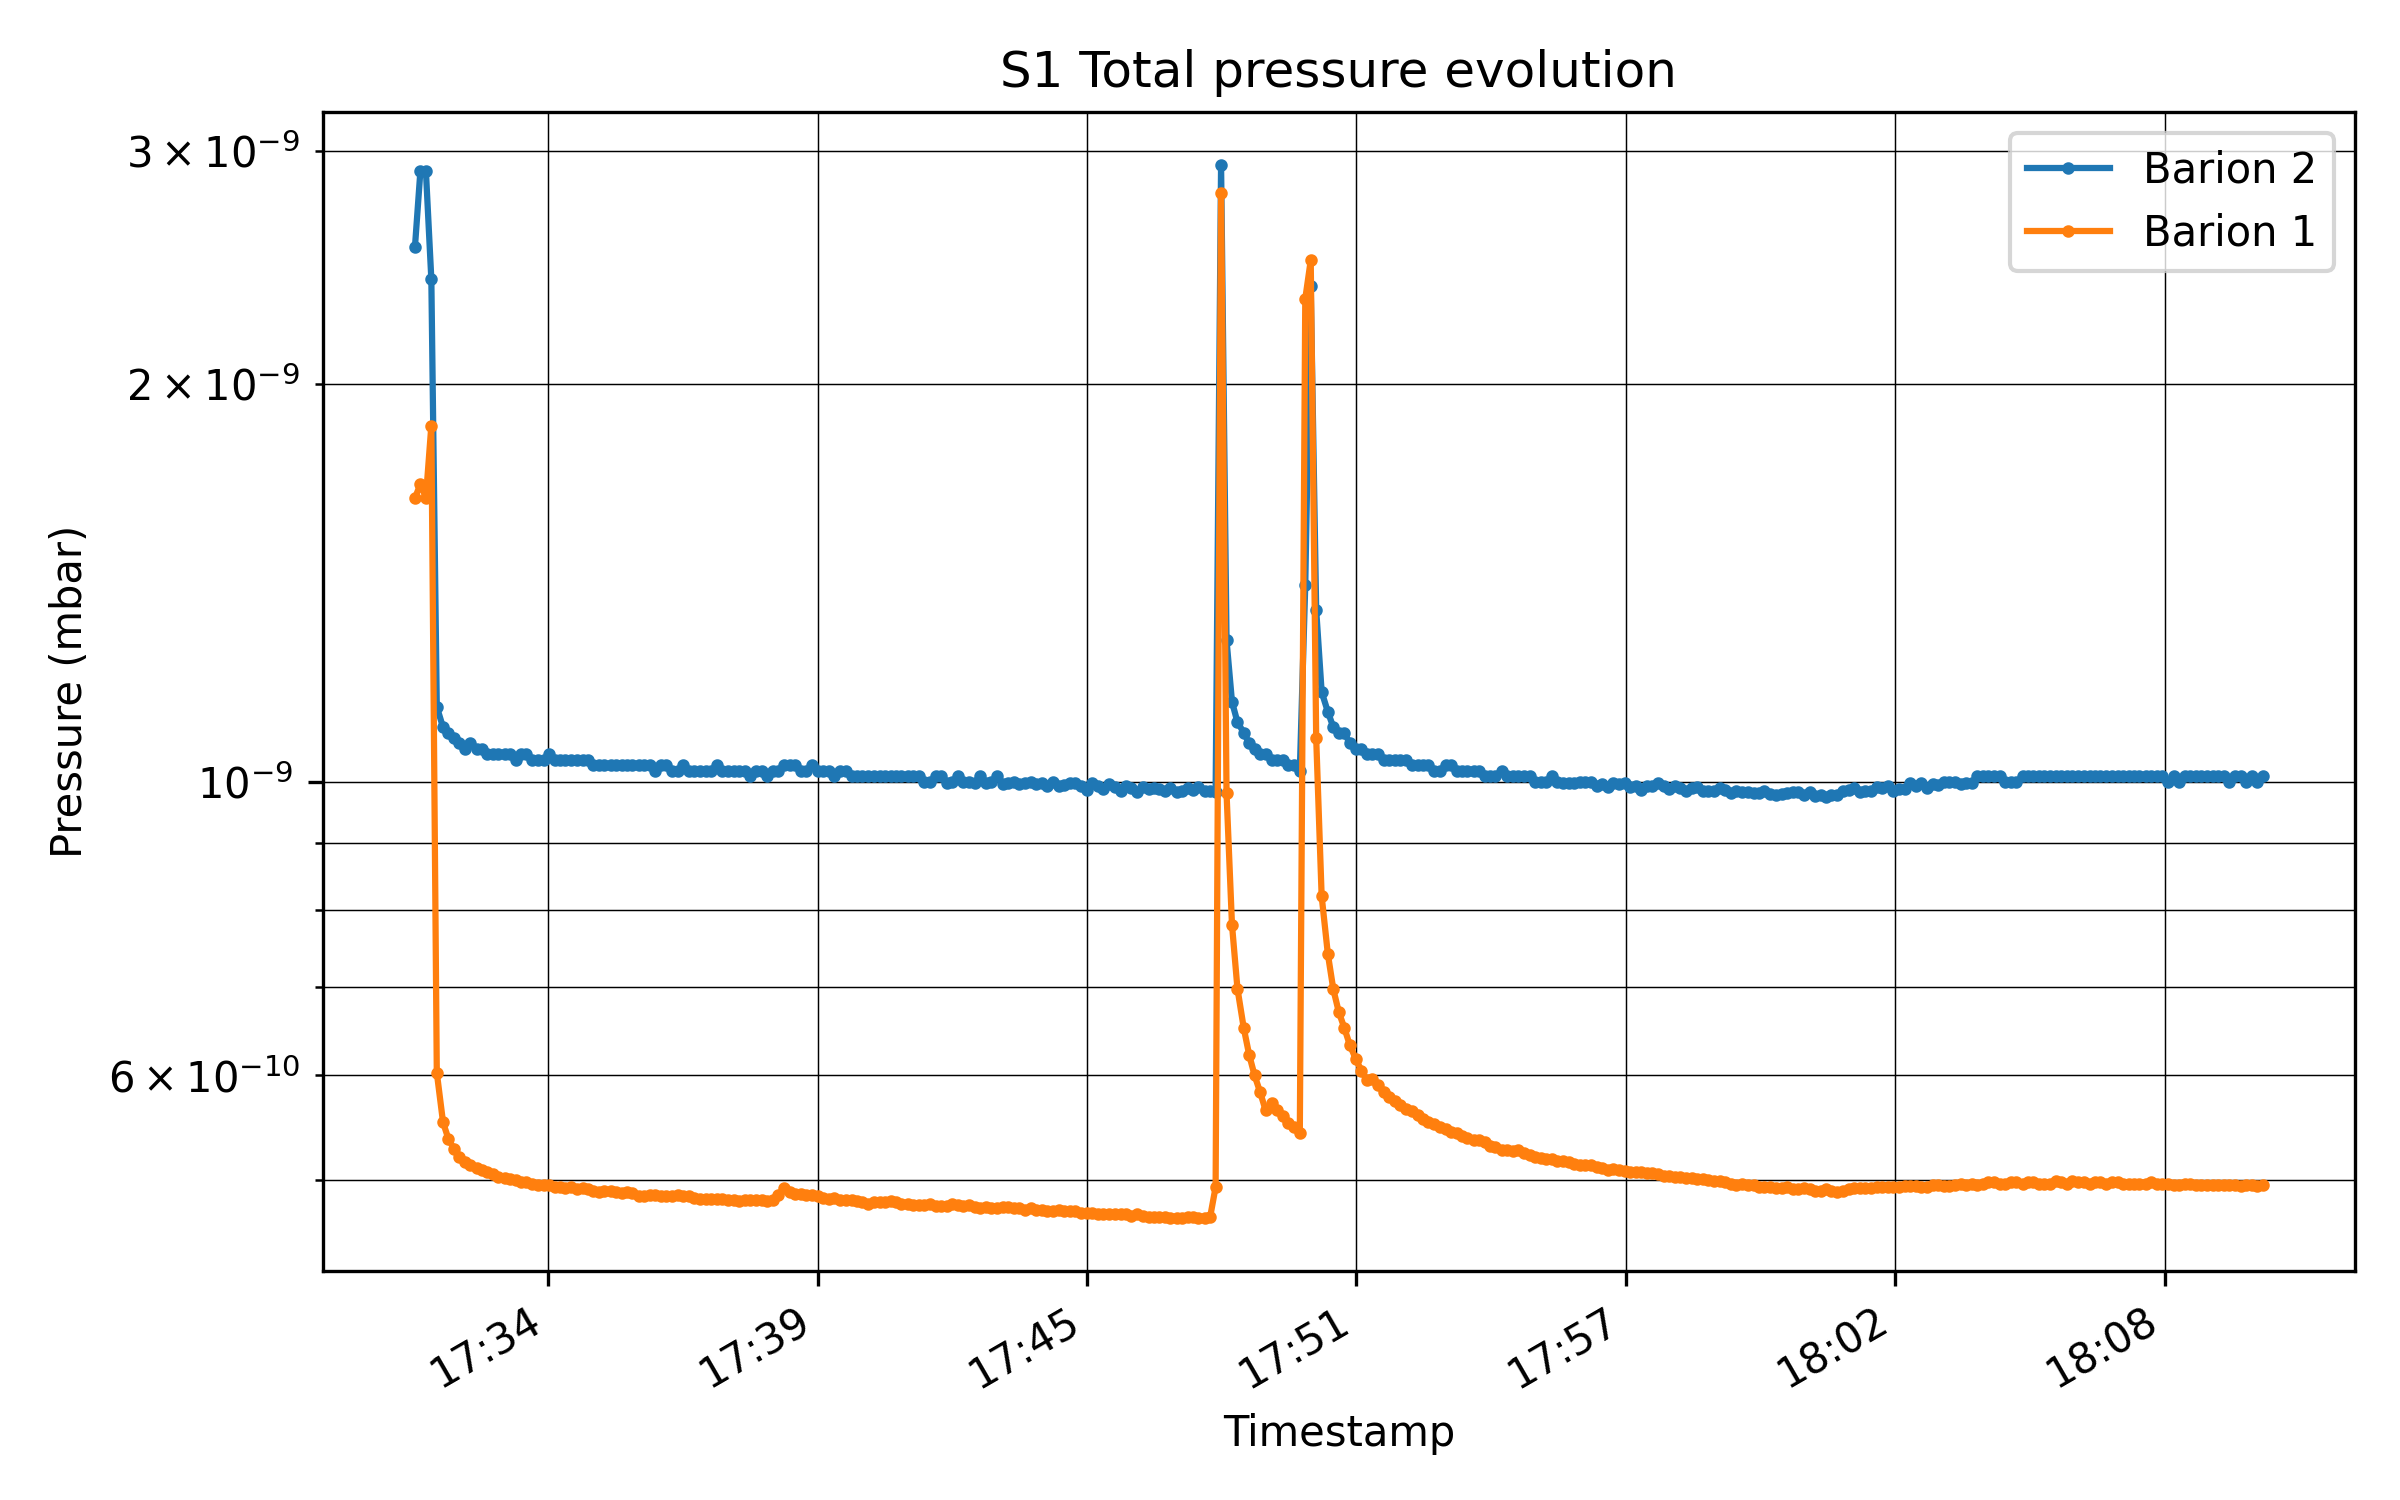 S1 Total pressure evolution
Barion 2
Barion 1
Pressure (mbar)
3 × 10⁻⁹
2 × 10⁻⁹
10⁻⁹
6 × 10⁻¹⁰
17:34
17:39
17:45
17:51
17:57
18:02
18:08
Timestamp